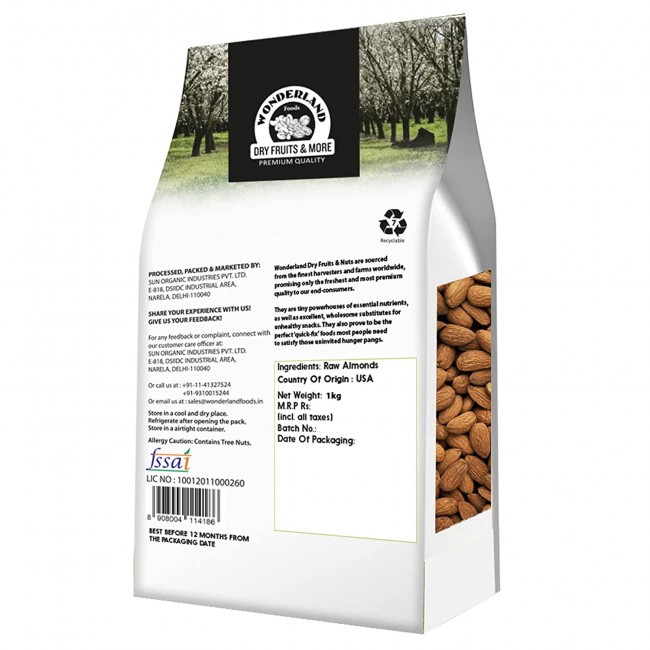 WONDERLAND
Foods
DRY FRUITS & MORE
PREMIUM QUALITY
7
Recyclable
PROCESSED, PACKED & MARKETED BY:
SUN ORGANIC INDUSTRIES PVT. LTD.
E-818, DSIIDC INDUSTRIAL AREA,
NARELA, DELHI-110040
SHARE YOUR EXPERIENCE WITH US!
GIVE US YOUR FEEDBACK!
For any feedback or complaint, connect with
our customer care officer at:
SUN ORGANIC INDUSTRIES PVT. LTD.
E-818, DSIIDC INDUSTRIAL AREA,
NARELA, DELHI-110040
Or call us at : +91-11-41327524
+91-9310015244
Or email us at : sales@wonderlandfoods.in
Store in a cool and dry place.
Refrigerate after opening the pack.
Store in airtight container.
Allergy Caution: Contains Tree Nuts.
fssai
LIC NO : 10012011000260
8 908004 114186
BEST BEFORE 12 MONTHS FROM
THE PACKAGING DATE
Wonderland Dry Fruits & Nuts are sourced
from the finest harvesters and farms worldwide,
promising only the freshest and most premium
quality to our end-consumers.
They are tiny powerhouses of essential nutrients,
as well as excellent, wholesome substitutes for
unhealthy snacks. They also prove to be the
perfect 'quick-fix' foods most people need
to satisfy those uninvited hunger pangs.
Ingredients: Raw Almonds
Country Of Origin : USA
Net Weight: 1kg
M.R.P Rs:
(incl. all taxes)
Batch No.:
Date Of Packaging: